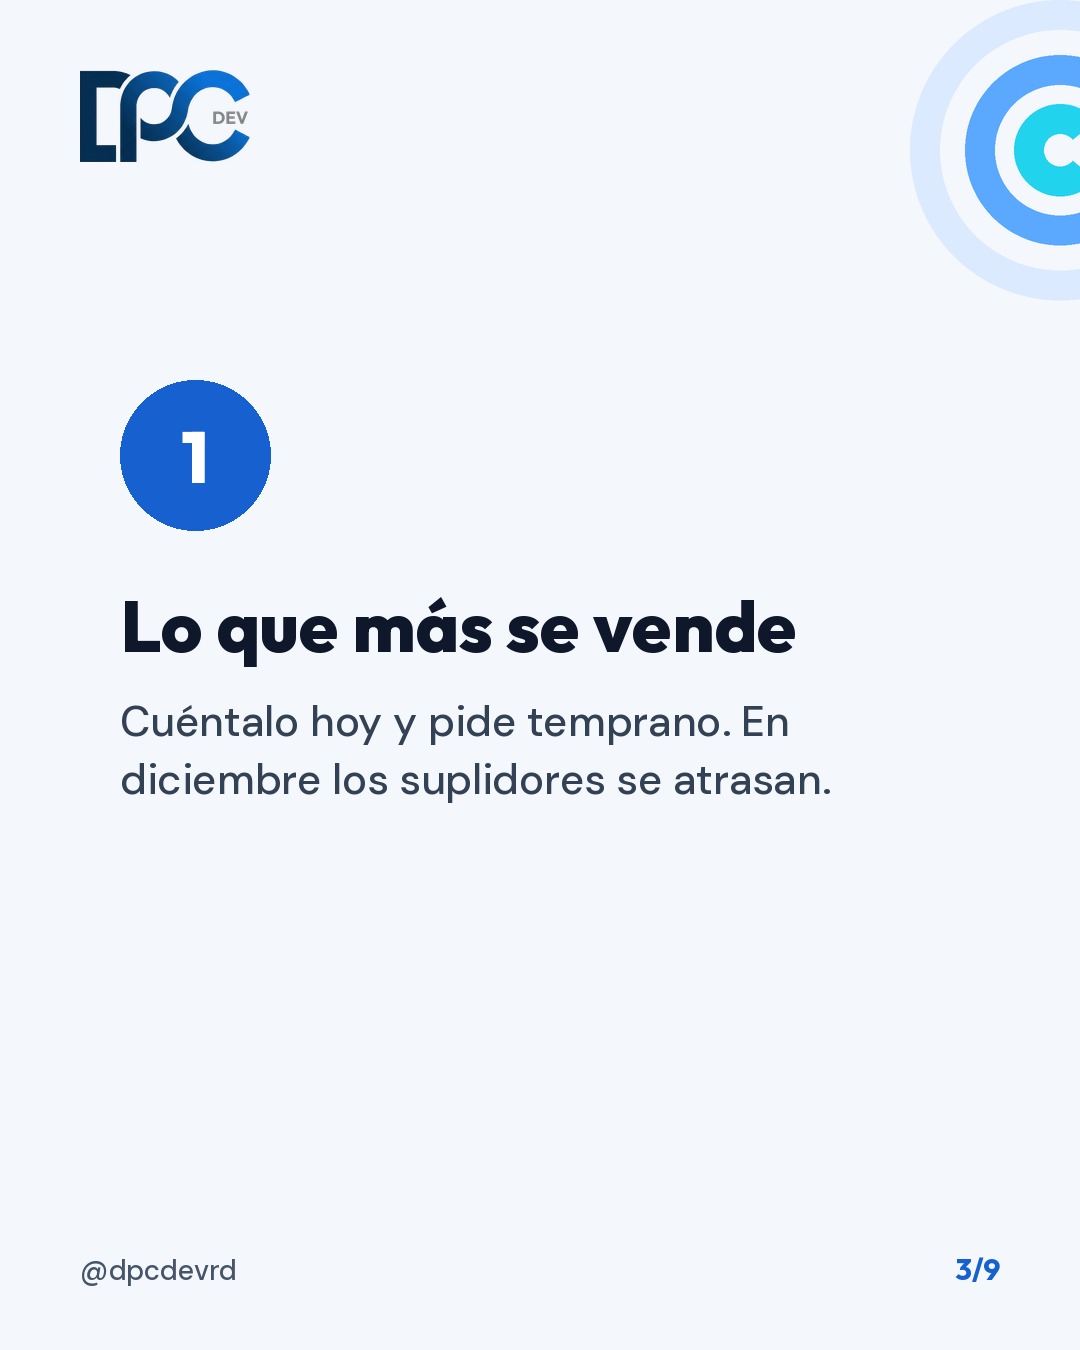 DPC
DEV
1
Lo que más se vende
Cuéntalo hoy y pide temprano. En
diciembre los suplidores se atrasan.
@dpcdevrd
3/9